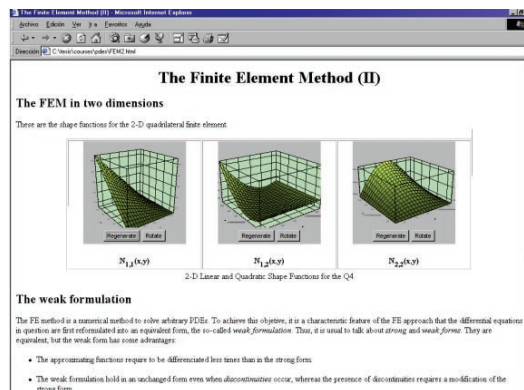 The Finite Element Method (II) - Microsoft Internet Explorer
Archivo Edición Ver Ir a Favoritos Ayuda
Dirección C:\
The Finite Element Method (II)
The FEM in two dimensions
These are the shape functions for the 2-D quadrilateral finite element.
Regenerate Rotate Regenerate Rotate Regenerate Rotate
N1,1(x,y) N1,2(x,y) N2,2(x,y)
2-D Linear and Quadratic Shape Functions for the Q4
The weak formulation
The FE method is a numerical method to solve arbitrary PDEs. To achieve this objetive, it is a characteristic feature of the FE approach that the differential equations
in question are first reformulated into an equivalent form, the so-called weak formulation. Thus, it is usual to talk about strong and weak forms. They are
equivalent, but the weak form has some advantages:
• The approximating functions require to be differenciated less times than in the strong form.
• The weak formulation hold in an unchanged form even when discontinuities occur, whereas the presence of discontinuities requires a modification of the
strong form.